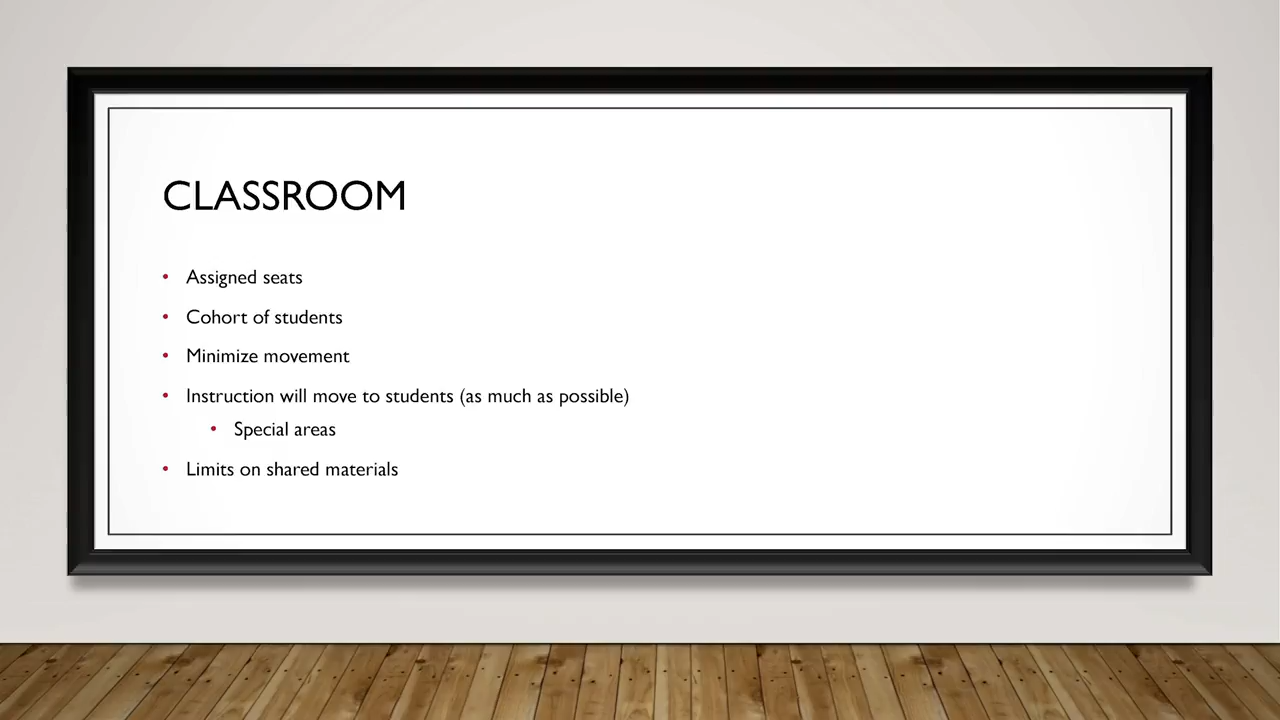 CLASSROOM
• Assigned seats
• Cohort of students
• Minimize movement
• Instruction will move to students (as much as possible)
• Special areas
• Limits on shared materials